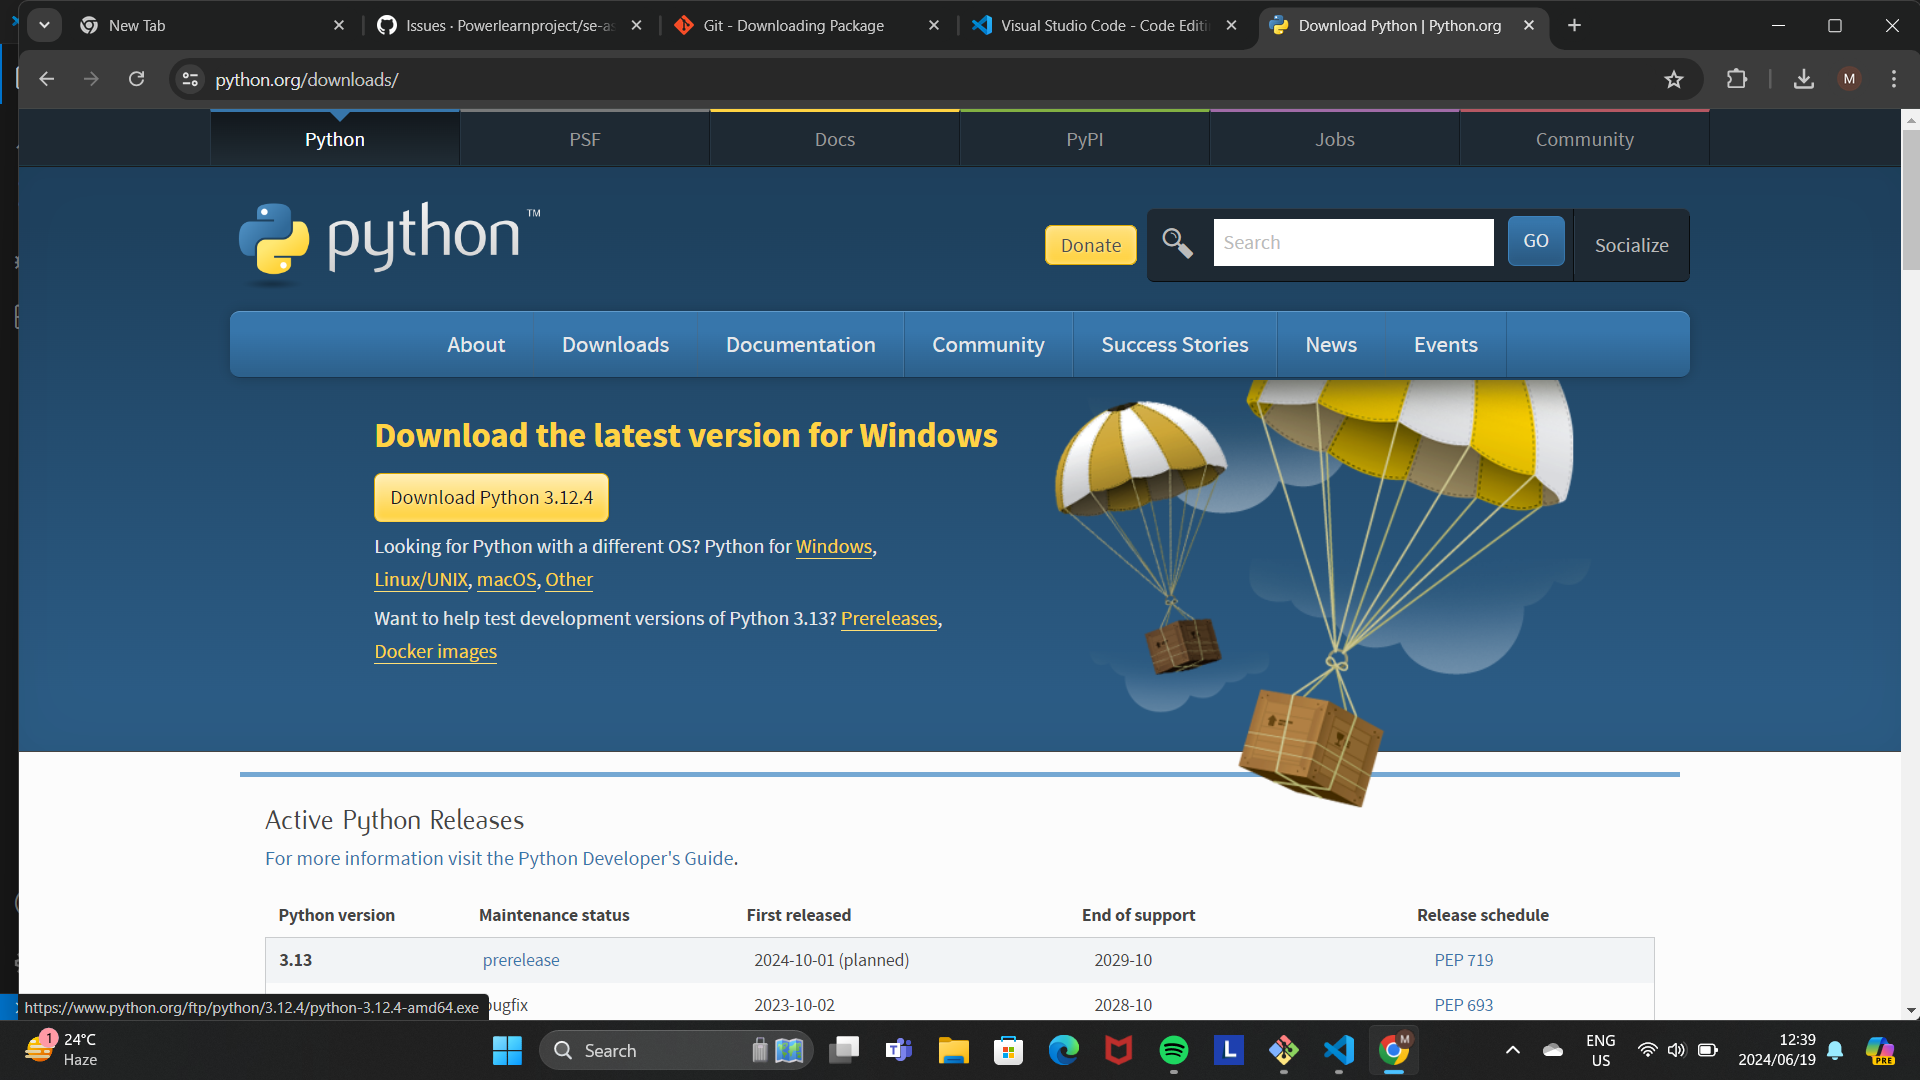 New Tab
Issues · Powerlearnproject/se-as
Git - Downloading Package
Visual Studio Code - Code Editi
Download Python | Python.org
python.org/downloads/
M
Python
PSF
Docs
PyPI
Jobs
Community
python™
Donate
Search
GO
Socialize
About
Downloads
Documentation
Community
Success Stories
News
Events
Download the latest version for Windows
Download Python 3.12.4
Looking for Python with a different OS? Python for Windows,
Linux/UNIX, macOS, Other
Want to help test development versions of Python 3.13? Prereleases,
Docker images
Active Python Releases
For more information visit the Python Developer's Guide.
Python version Maintenance status First released End of support Release schedule
3.13 prerelease 2024-10-01 (planned) 2029-10 PEP 719
bugfix 2023-10-02 2028-10 PEP 693
https://www.python.org/ftp/python/3.12.4/python-3.12.4-amd64.exe
1
24°C
Haze
Search
L
M
ENG
US
12:39
2024/06/19
PRE